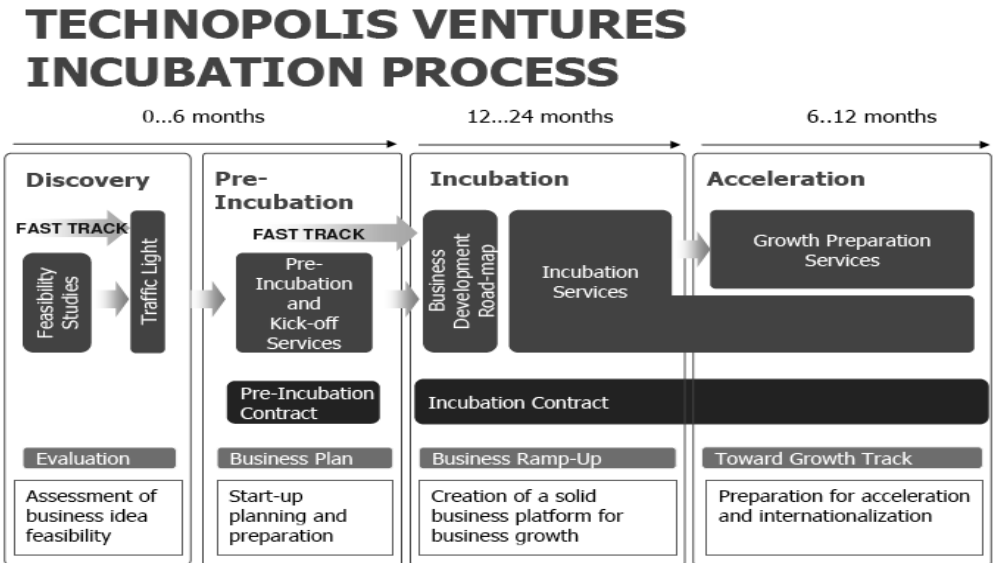 TECHNOPOLIS VENTURES
INCUBATION PROCESS
0...6 months
12...24 months
6..12 months
Discovery
FAST TRACK
Feasibility
Studies
Traffic Light
Evaluation
Assessment of
business idea
feasibility
Pre-
Incubation
FAST TRACK
Pre-
Incubation
and
Kick-off
Services
Pre-Incubation
Contract
Business Plan
Start-up
planning and
preparation
Incubation
Business
Development
Road-map
Incubation
Services
Incubation Contract
Business Ramp-Up
Creation of a solid
business platform for
business growth
Acceleration
Growth Preparation
Services
Toward Growth Track
Preparation for acceleration
and internationalization